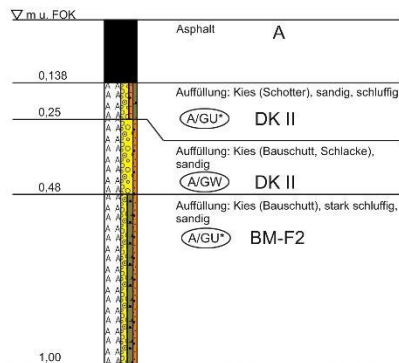 ▽ m u. FOK
Asphalt A
0,138
Auffüllung: Kies (Schotter), sandig, schluffig
A/GU* DK II
0,25
Auffüllung: Kies (Bauschutt, Schlacke),
sandig
A/GW DK II
0,48
Auffüllung: Kies (Bauschutt), stark schluffig,
sandig
A/GU* BM-F2
1,00